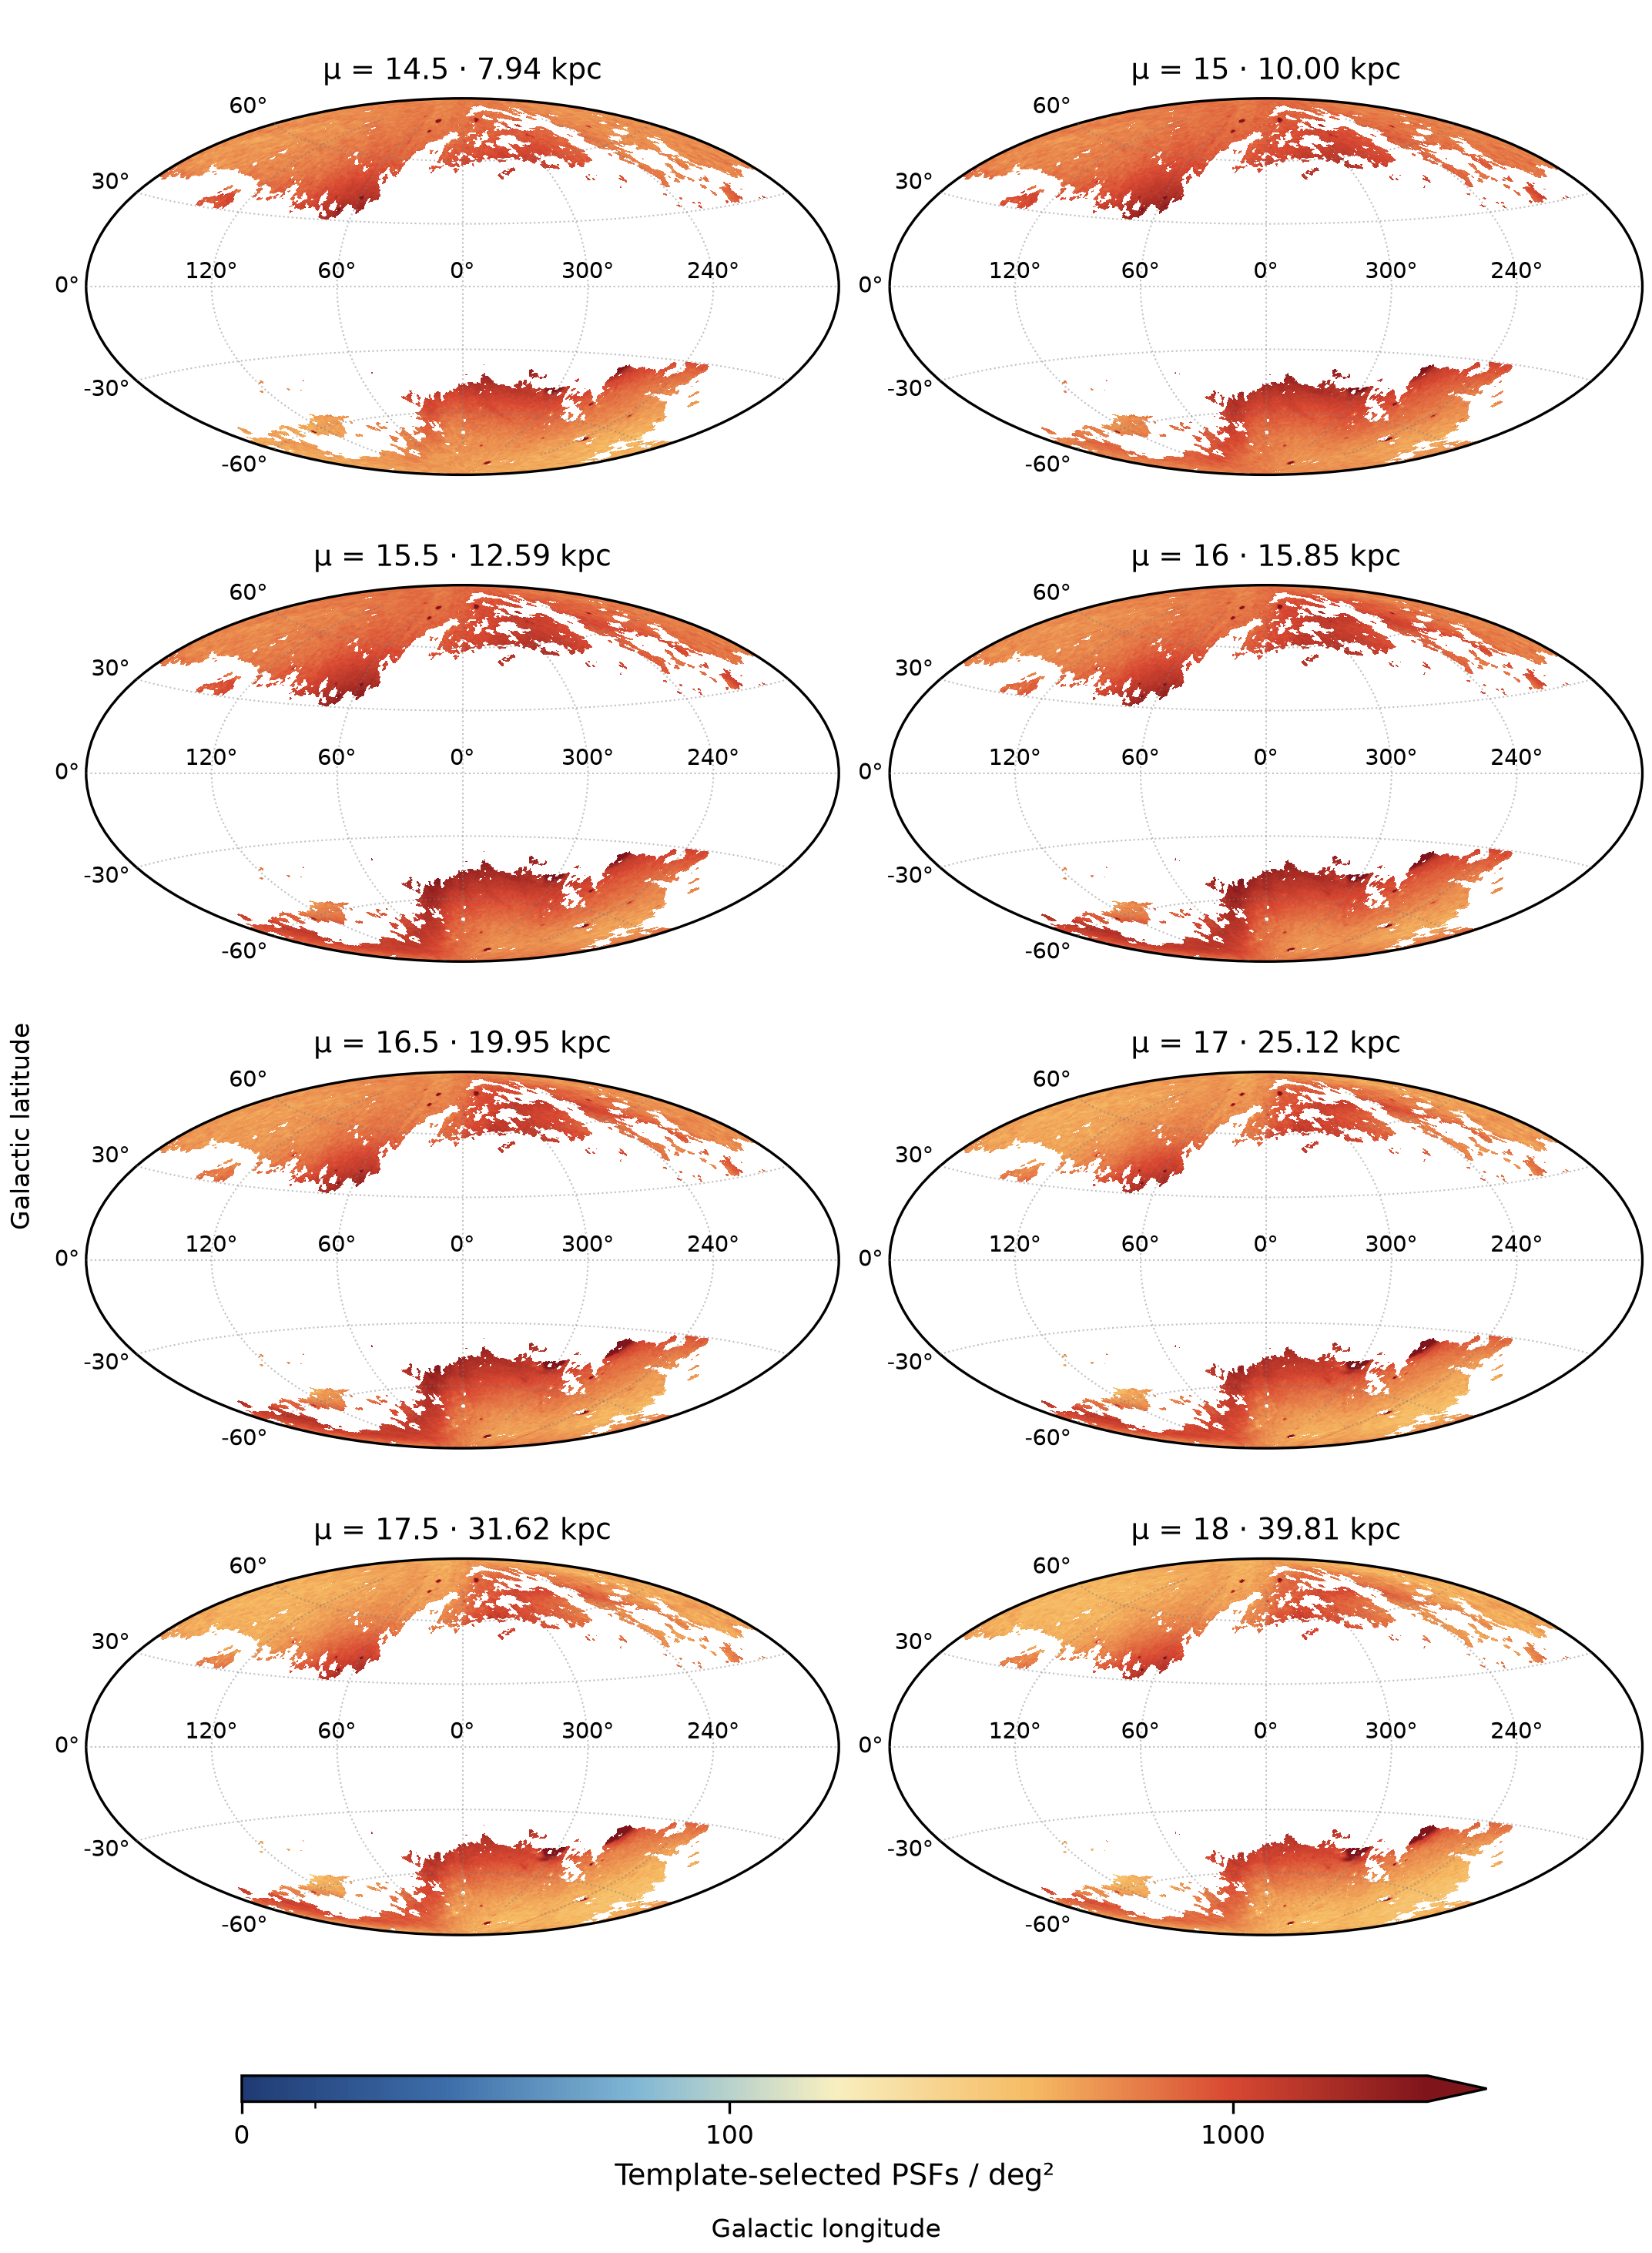 μ = 14.5 · 7.94 kpc
60°
30°
120° 60° 0° 300° 240°
0°
-30°
-60°
μ = 15 · 10.00 kpc
60°
30°
120° 60° 0° 300° 240°
0°
-30°
-60°
μ = 15.5 · 12.59 kpc
60°
30°
120° 60° 0° 300° 240°
0°
-30°
-60°
μ = 16 · 15.85 kpc
60°
30°
120° 60° 0° 300° 240°
0°
-30°
-60°
Galactic latitude
μ = 16.5 · 19.95 kpc
60°
30°
120° 60° 0° 300° 240°
0°
-30°
-60°
μ = 17 · 25.12 kpc
60°
30°
120° 60° 0° 300° 240°
0°
-30°
-60°
μ = 17.5 · 31.62 kpc
60°
30°
120° 60° 0° 300° 240°
0°
-30°
-60°
μ = 18 · 39.81 kpc
60°
30°
120° 60° 0° 300° 240°
0°
-30°
-60°
0 100 1000
Template-selected PSFs / deg²
Galactic longitude